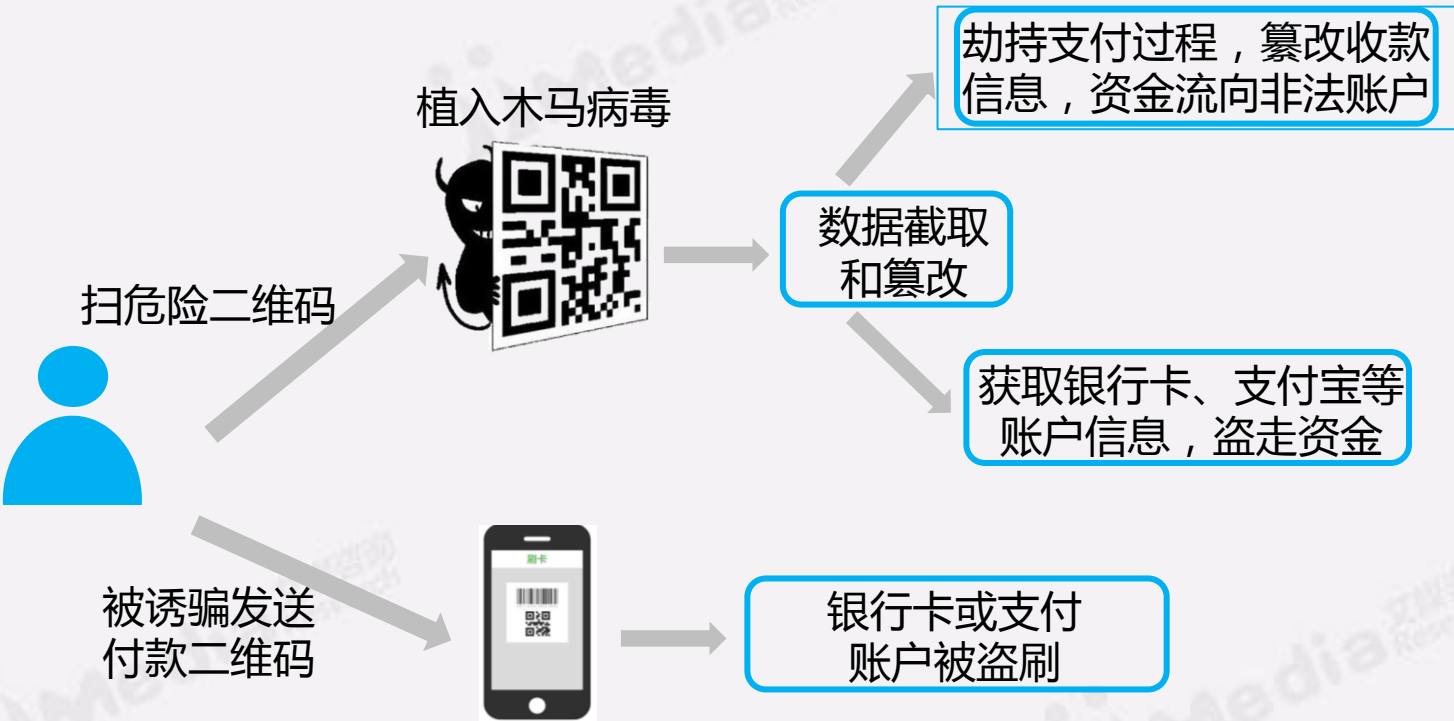 劫持支付过程，篡改收款
信息，资金流向非法账户
植入木马病毒
数据截取
和篡改
扫危险二维码
获取银行卡、支付宝等
账户信息，盗走资金
刷卡
被诱骗发送
付款二维码
银行卡或支付
账户被盗刷